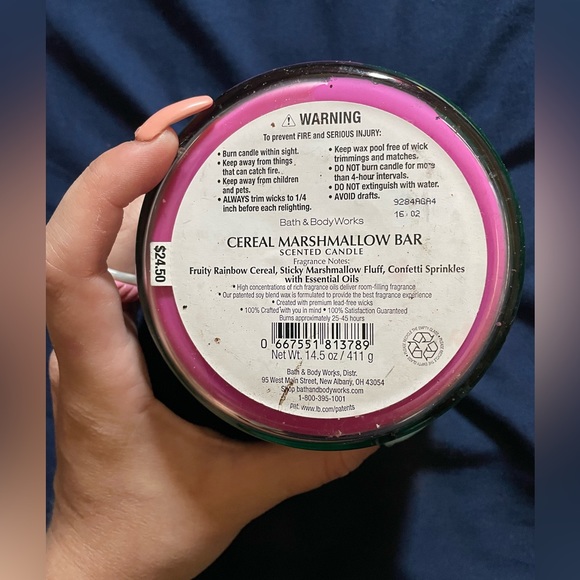 ⚠ WARNING
To prevent FIRE and SERIOUS INJURY:
• Burn candle within sight.
• Keep away from things
that can catch fire.
• Keep away from children
and pets.
• ALWAYS trim wicks to 1/4
inch before each relighting.
• Keep wax pool free of wick
trimmings and matches.
• DO NOT burn candle for more
than 4-hour intervals.
• DO NOT extinguish with water.
• AVOID drafts.
9284AGA4
16:02
Bath & Body Works
CEREAL MARSHMALLOW BAR
SCENTED CANDLE
Fragrance Notes:
Fruity Rainbow Cereal, Sticky Marshmallow Fluff, Confetti Sprinkles
with Essential Oils
• High concentrations of rich fragrance oils deliver room-filling fragrance
• Our patented soy blend wax is formulated to provide the best fragrance experience
• Created with premium lead-free wicks
• 100% Crafted with you in mind • 100% Satisfaction Guaranteed
Burns approximately 25-45 hours
0 667551 813789
Net Wt. 14.5 oz / 411 g
Bath & Body Works, Distr.
95 West Main Street, New Albany, OH 43054
Shop bathandbodyworks.com
1-800-395-1001
pat. www.lb.com/patents
$24.50